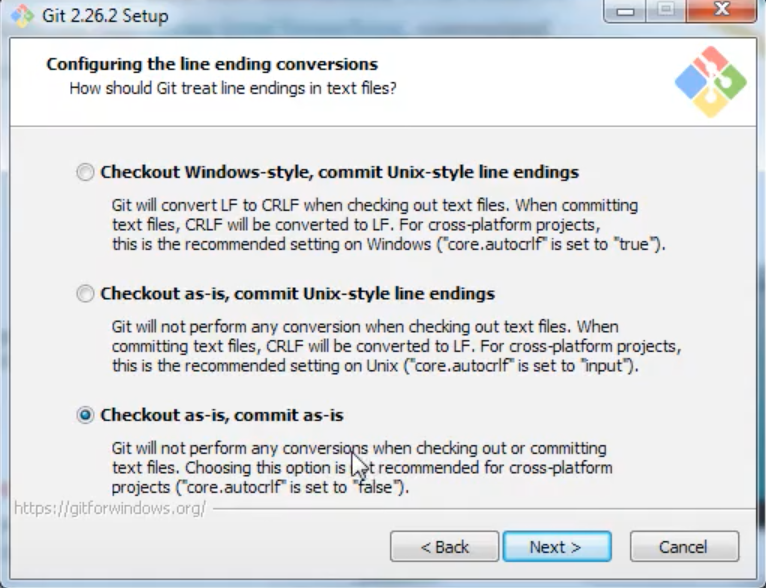 Git 2.26.2 Setup
Configuring the line ending conversions
How should Git treat line endings in text files?
Checkout Windows-style, commit Unix-style line endings
Git will convert LF to CRLF when checking out text files. When committing
text files, CRLF will be converted to LF. For cross-platform projects,
this is the recommended setting on Windows ("core.autocrlf" is set to "true").
Checkout as-is, commit Unix-style line endings
Git will not perform any conversion when checking out text files. When
committing text files, CRLF will be converted to LF. For cross-platform projects,
this is the recommended setting on Unix ("core.autocrlf" is set to "input").
Checkout as-is, commit as-is
Git will not perform any conversions when checking out or committing
text files. Choosing this option is not recommended for cross-platform
projects ("core.autocrlf" is set to "false").
https://gitforwindows.org/
< Back
Next >
Cancel